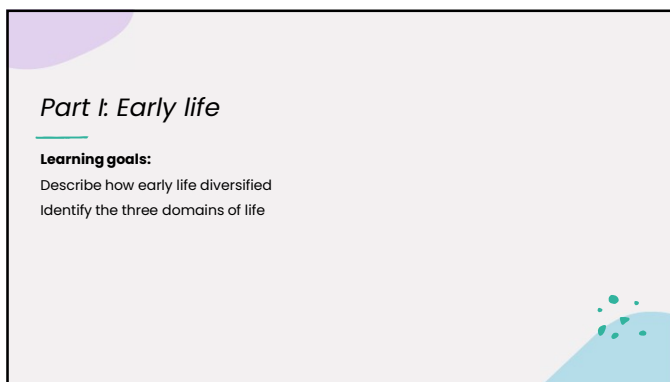 Part I: Early life
Learning goals:
Describe how early life diversified
Identify the three domains of life